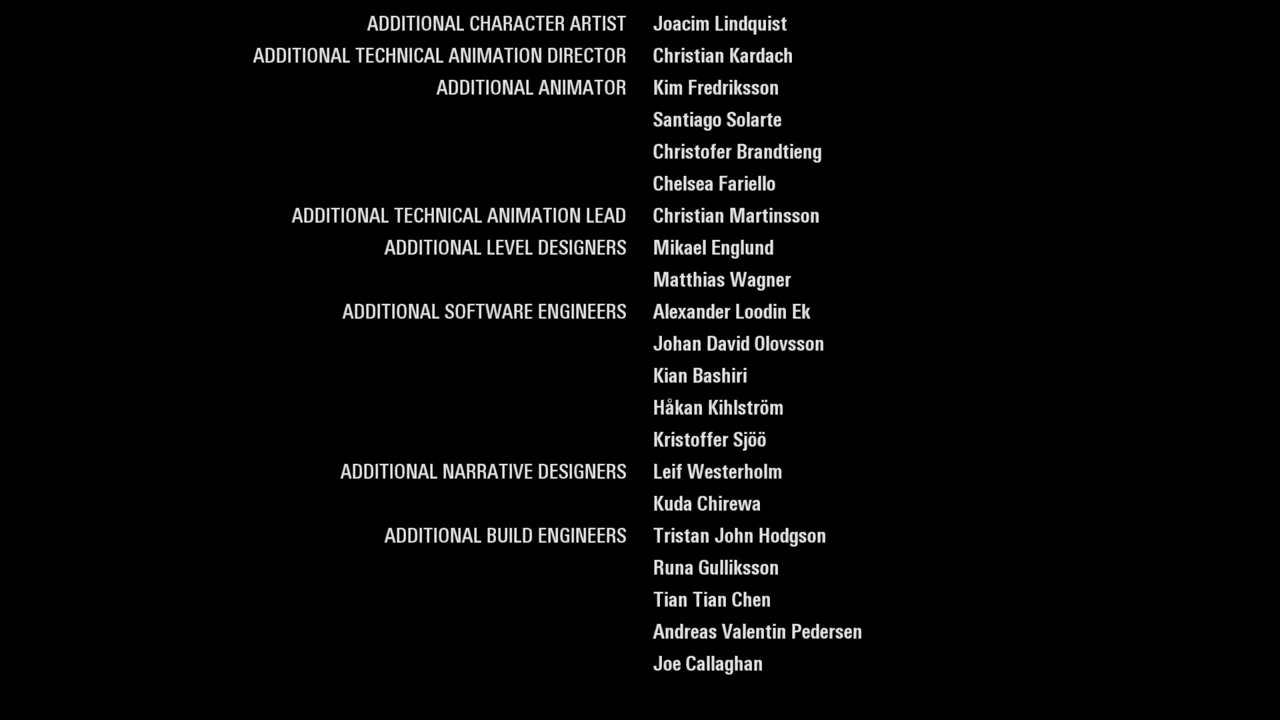 ADDITIONAL CHARACTER ARTIST Joacim Lindquist
ADDITIONAL TECHNICAL ANIMATION DIRECTOR Christian Kardach
ADDITIONAL ANIMATOR Kim Fredriksson
Santiago Solarte
Christofer Brandtieng
Chelsea Fariello
ADDITIONAL TECHNICAL ANIMATION LEAD Christian Martinsson
ADDITIONAL LEVEL DESIGNERS Mikael Englund
Matthias Wagner
ADDITIONAL SOFTWARE ENGINEERS Alexander Loodin Ek
Johan David Olovsson
Kian Bashiri
Håkan Kihlström
Kristoffer Sjöö
ADDITIONAL NARRATIVE DESIGNERS Leif Westerholm
Kuda Chirewa
ADDITIONAL BUILD ENGINEERS Tristan John Hodgson
Runa Gulliksson
Tian Tian Chen
Andreas Valentin Pedersen
Joe Callaghan